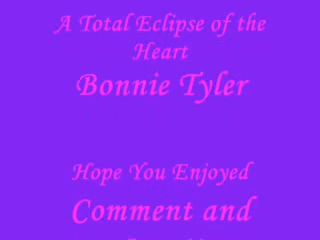 A Total Eclipse of the
Heart
Bonnie Tyler
Hope You Enjoyed
Comment and